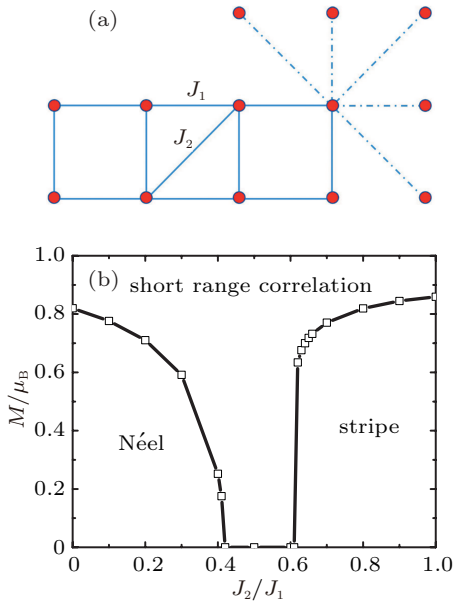 (a)
J₁
J₂
(b)
short range correlation
Néel
stripe
M/μB
1.0
0.8
0.6
0.4
0.2
0
0 0.2 0.4 0.6 0.8 1.0
J₂/J₁